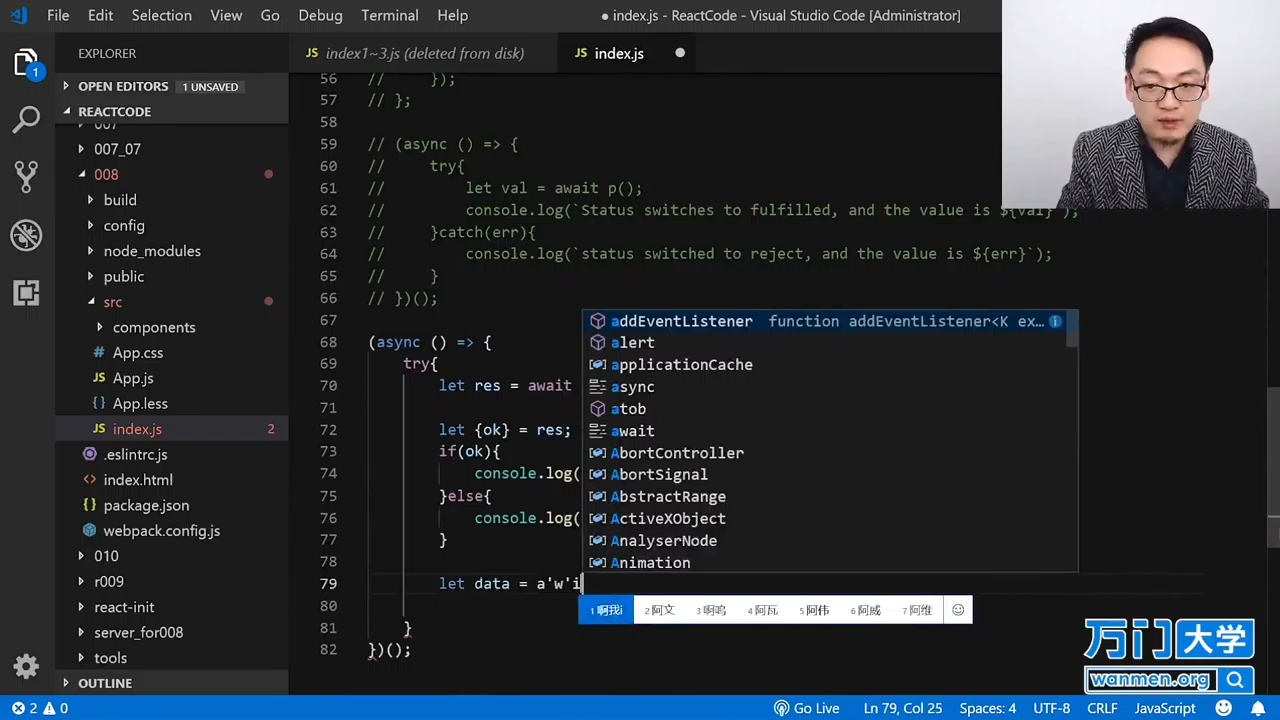 File Edit Selection View Go Debug Terminal Help
● index.js - ReactCode - Visual Studio Code [Administrator]
EXPLORER
OPEN EDITORS 1 UNSAVED
REACTCODE
007
007_07
008
build
config
node_modules
public
src
components
App.css
JS App.js
{} App.less
JS index.js 2
.eslintrc.js
<> index.html
{} package.json
webpack.config.js
010
r009
react-init
server_for008
tools
OUTLINE
1
JS index1~3.js (deleted from disk)
JS index.js ●
56 // });
57 // };
58
59 // (async () => {
60 // try{
61 // let val = await p();
62 // console.log(`Status switches to fulfilled, and the value is ${val}`);
63 // }catch(err){
64 // console.log(`status switched to reject, and the value is ${err}`);
65 // }
66 // })();
67
68 (async () => {
69 try{
70 let res = await
71
72 let {ok} = res;
73 if(ok){
74 console.log(
75 }else{
76 console.log(
77 }
78
79 let data = a'w'i
80
81 }
82 })();
addEventListener function addEventListener<K ex…
alert
applicationCache
async
atob
await
AbortController
AbortSignal
AbstractRange
ActiveXObject
AnalyserNode
Animation
1 啊我i 2 阿文 3 啊呜 4 阿瓦 5 阿伟 6 阿威 7 阿维
万门大学
wanmen.org
2 0 Go Live Ln 79, Col 25 Spaces: 4 UTF-8 CRLF JavaScript